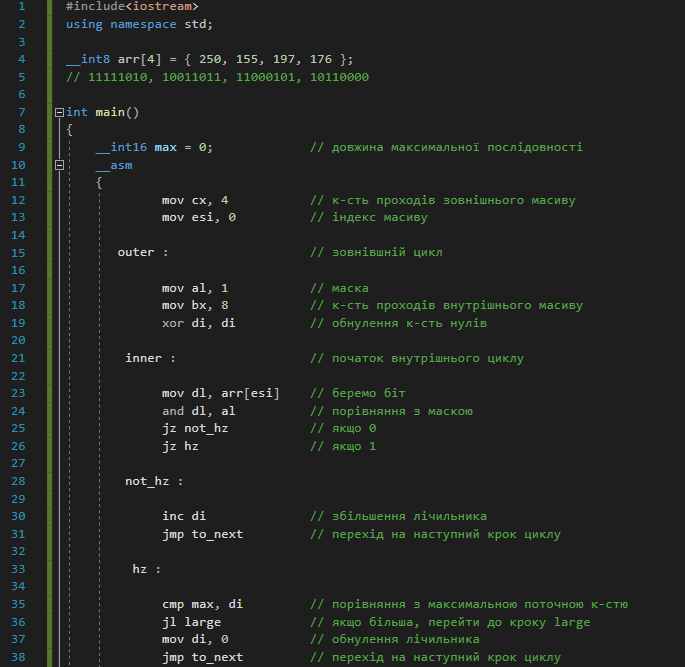 1 #include<iostream>
2 using namespace std;
3
4 __int8 arr[4] = { 250, 155, 197, 176 };
5 // 11111010, 10011011, 11000101, 10110000
6
7 int main()
8 {
9 __int16 max = 0; // довжина максимальної послідовності
10 __asm
11 {
12 mov cx, 4 // к-сть проходів зовнішнього масиву
13 mov esi, 0 // індекс масиву
14
15 outer : // зовнівшній цикл
16
17 mov al, 1 // маска
18 mov bx, 8 // к-сть проходів внутрішнього масиву
19 xor di, di // обнулення к-сть нулів
20
21 inner : // початок внутрішнього циклу
22
23 mov dl, arr[esi] // беремо біт
24 and dl, al // порівняння з маскою
25 jz not_hz // якщо 0
26 jz hz // якщо 1
27
28 not_hz :
29
30 inc di // збільшення лічильника
31 jmp to_next // перехід на наступний крок циклу
32
33 hz :
34
35 cmp max, di // порівняння з максимальною поточною к-стю
36 jl large // якщо більша, перейти до кроку large
37 mov di, 0 // обнулення лічильника
38 jmp to_next // перехід на наступний крок циклу